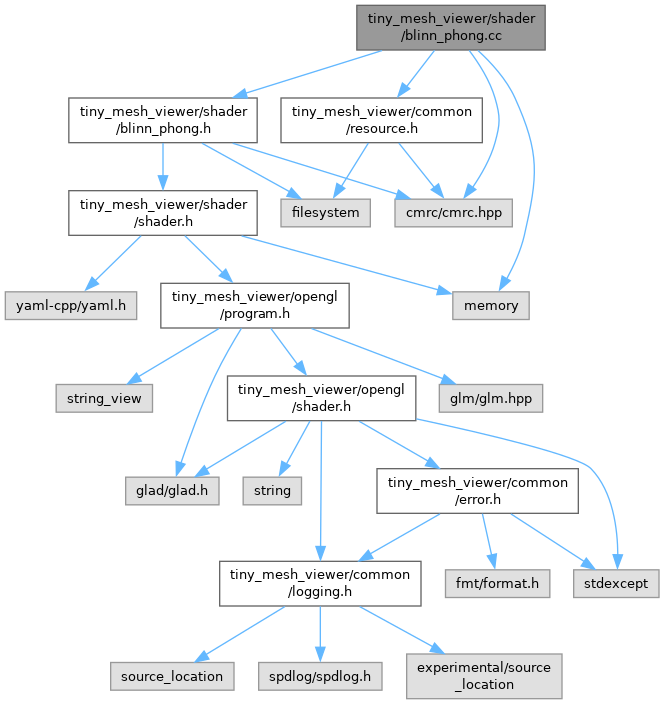 tiny_mesh_viewer/shader
/blinn_phong.cc
tiny_mesh_viewer/shader
/blinn_phong.h
tiny_mesh_viewer/common
/resource.h
tiny_mesh_viewer/shader
/shader.h
filesystem
cmrc/cmrc.hpp
yaml-cpp/yaml.h
tiny_mesh_viewer/opengl
/program.h
memory
string_view
tiny_mesh_viewer/opengl
/shader.h
glm/glm.hpp
glad/glad.h
string
tiny_mesh_viewer/common
/error.h
tiny_mesh_viewer/common
/logging.h
fmt/format.h
stdexcept
source_location
spdlog/spdlog.h
experimental/source
_location